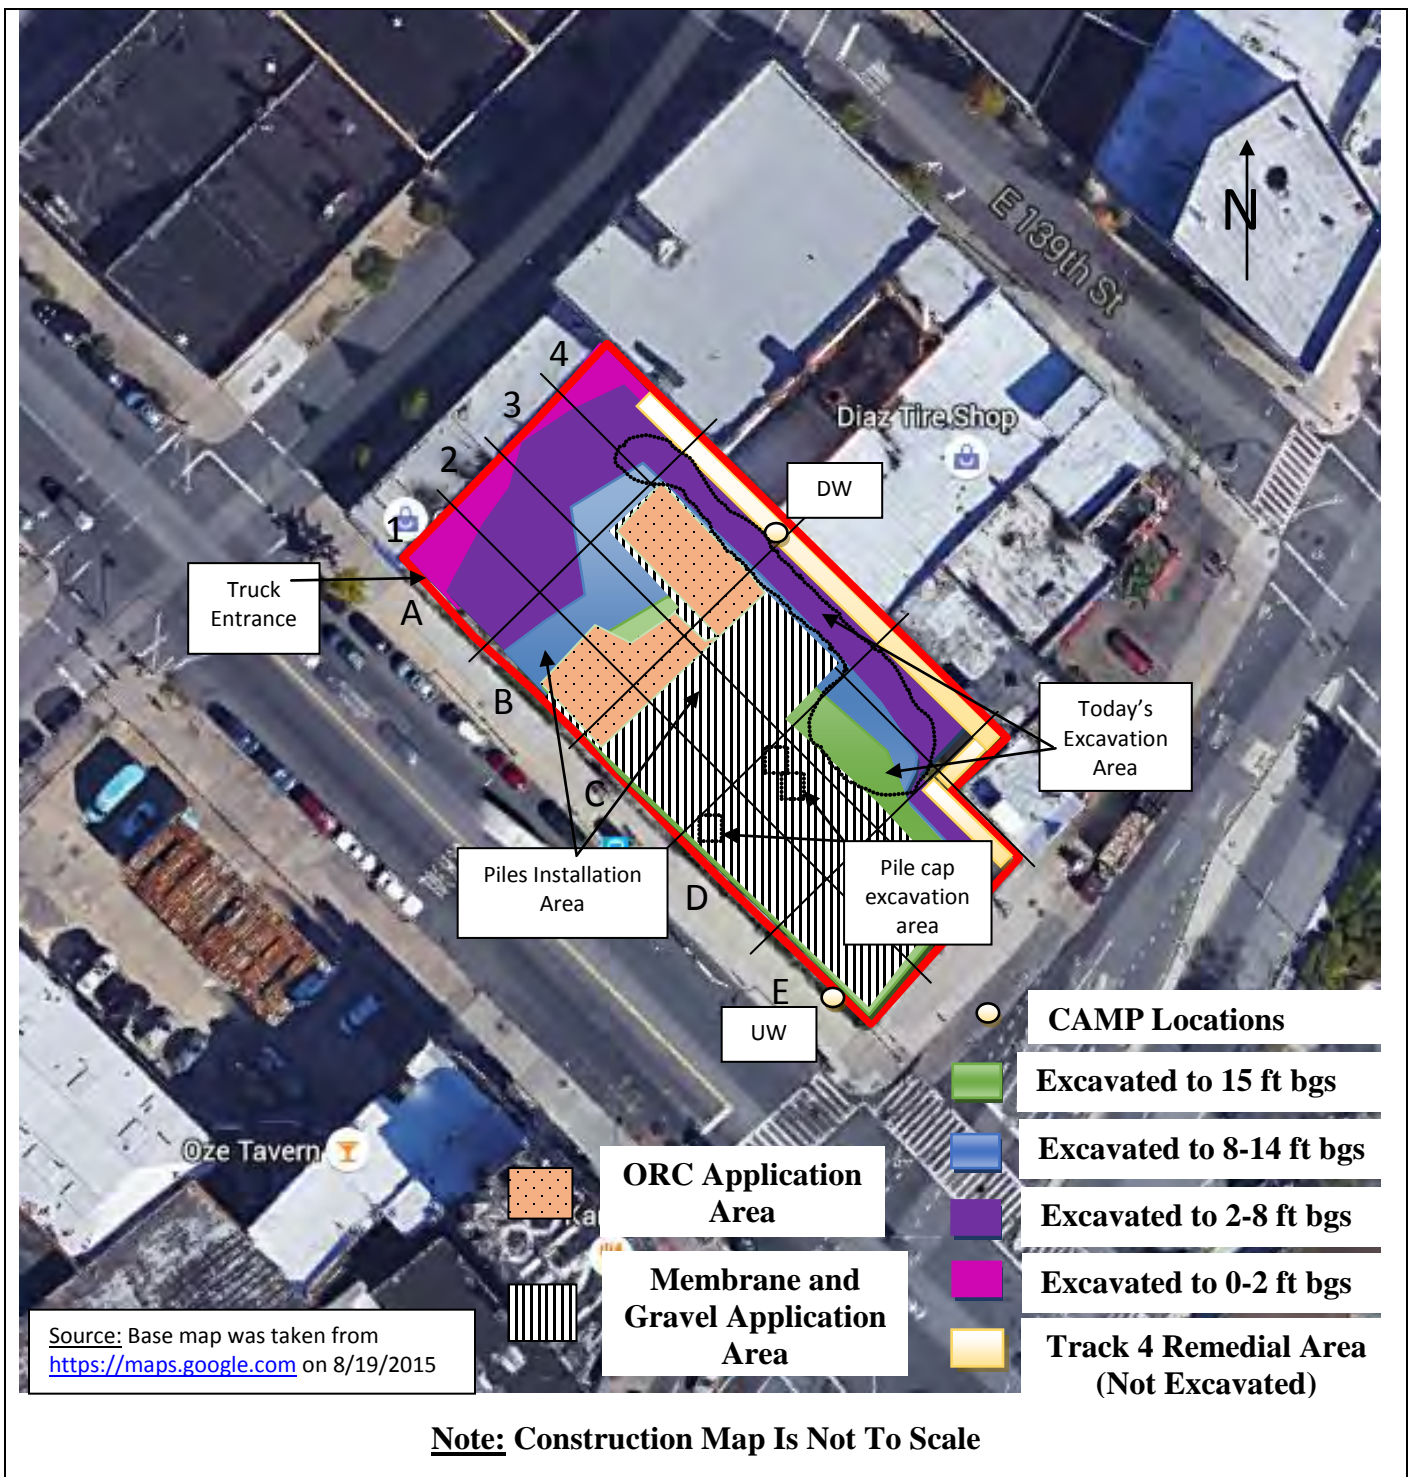 E 139th St
N
4
3
Diaz Tire Shop
2
DW
1
Truck
Entrance
A
B
Today's
Excavation
Area
C
Piles Installation
Area
Pile cap
excavation
area
D
E
UW
CAMP Locations
Excavated to 15 ft bgs
Excavated to 8-14 ft bgs
Oze Tavern
ORC Application
Area
Excavated to 2-8 ft bgs
Membrane and
Gravel Application
Area
Excavated to 0-2 ft bgs
Track 4 Remedial Area
(Not Excavated)
Source: Base map was taken from
https://maps.google.com on 8/19/2015
Note: Construction Map Is Not To Scale